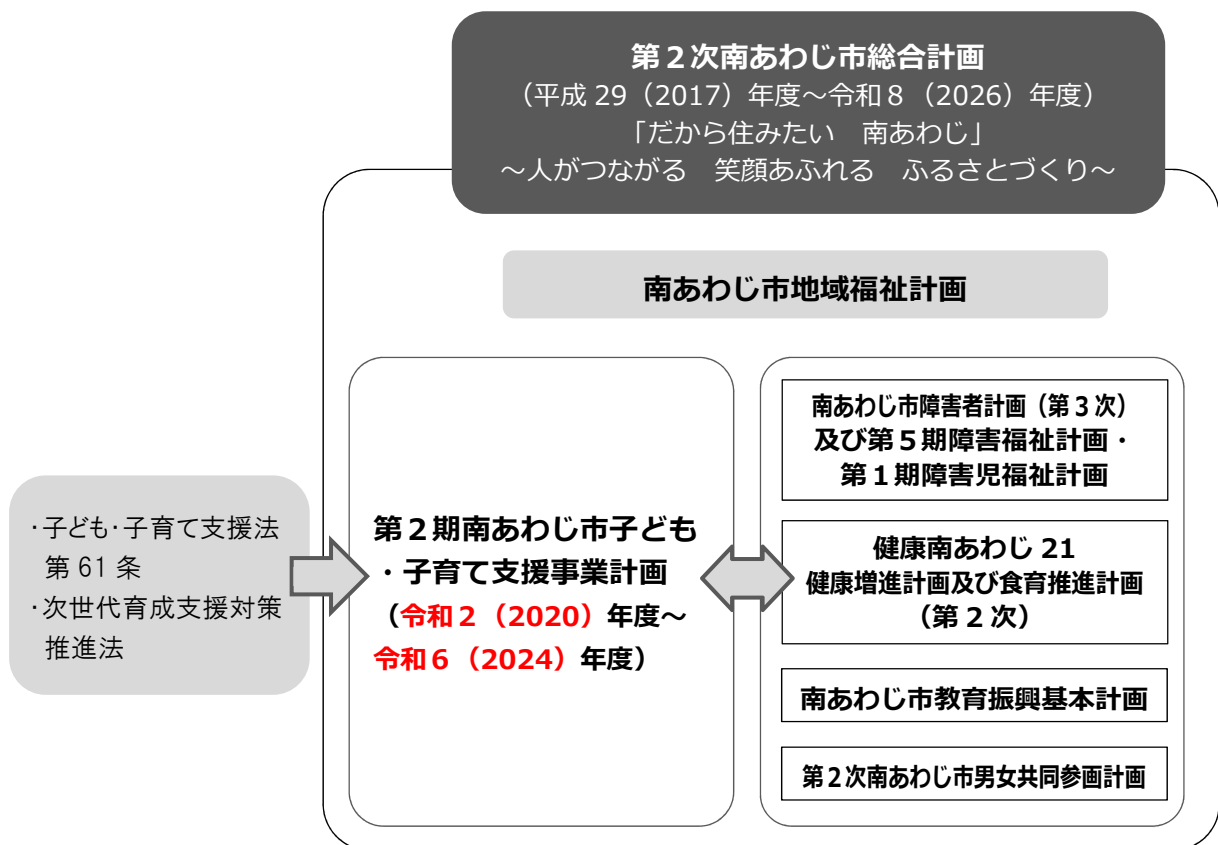 第２次南あわじ市総合計画
（平成 29（2017）年度～令和８（2026）年度）
「だから住みたい　南あわじ」
～人がつながる　笑顔あふれる　ふるさとづくり～
南あわじ市地域福祉計画
・子ども・子育て支援法
第 61 条
・次世代育成支援対策
推進法
第２期南あわじ市子ども
・子育て支援事業計画
（令和２（2020）年度～
令和６（2024）年度）
南あわじ市障害者計画（第３次）
及び第５期障害福祉計画・
第１期障害児福祉計画
健康南あわじ 21
健康増進計画及び食育推進計画
（第 2 次）
南あわじ市教育振興基本計画
第２次南あわじ市男女共同参画計画